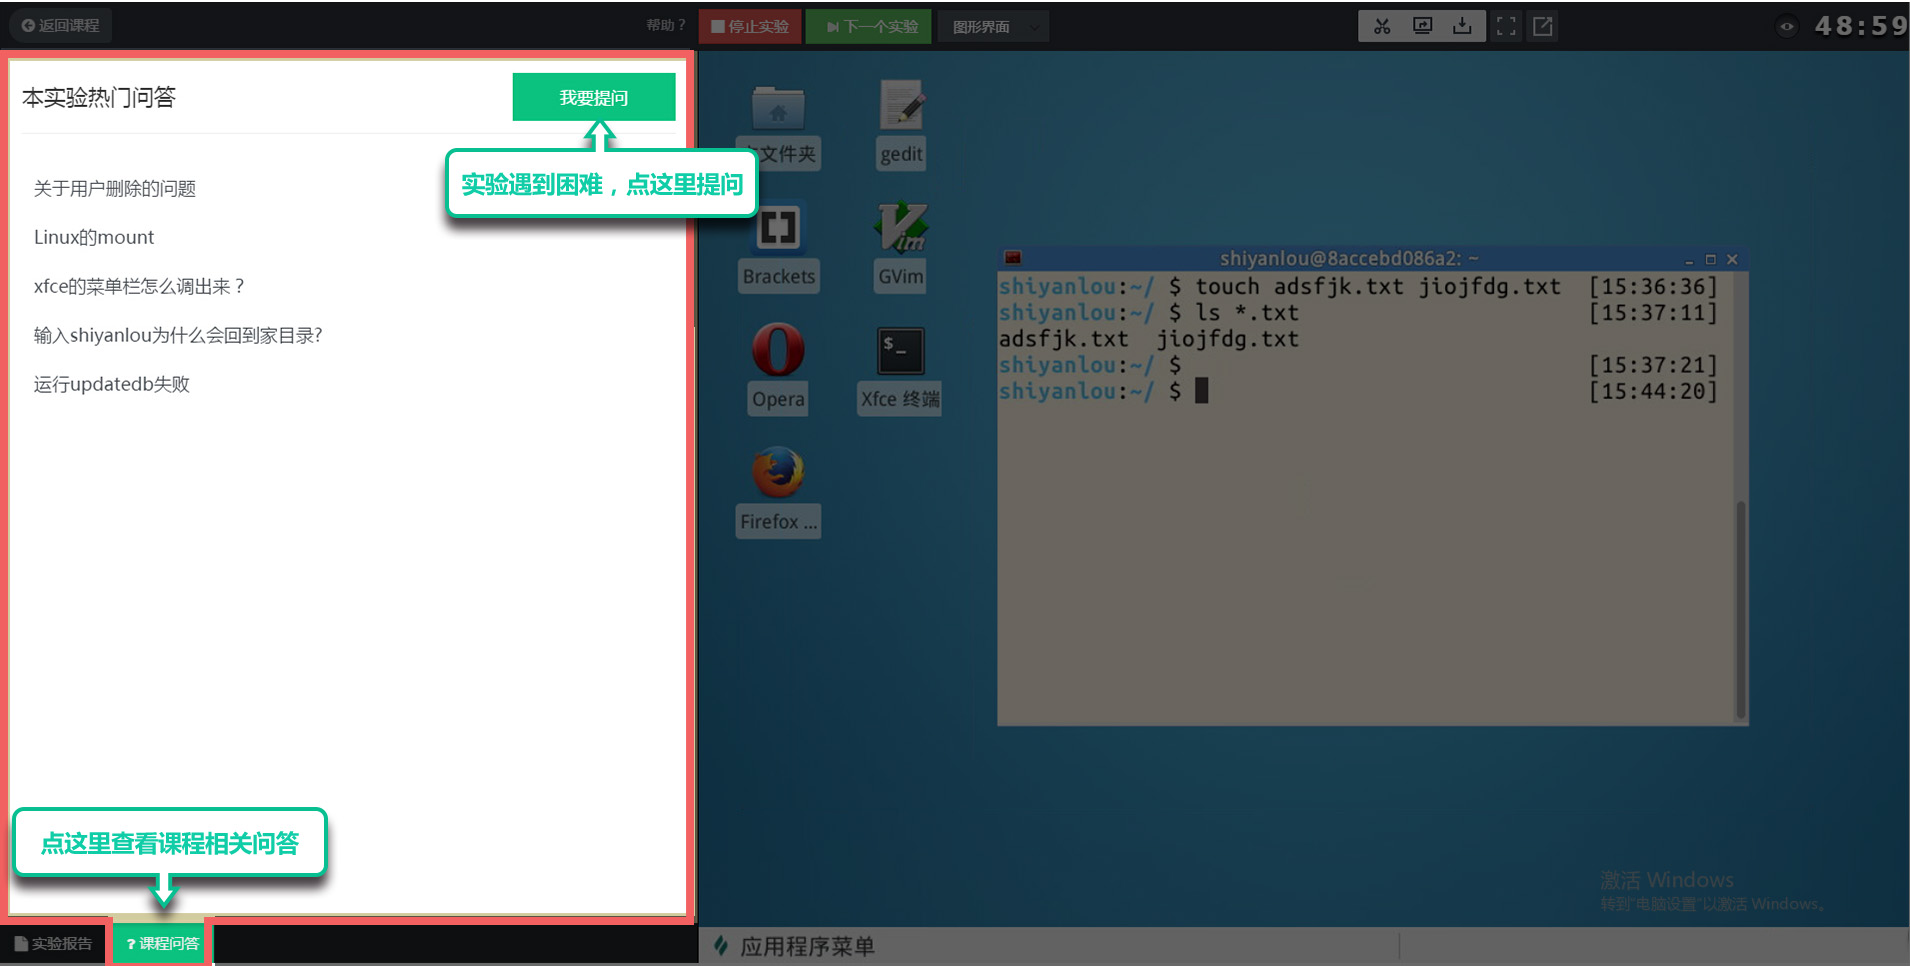 返回课程
帮助 ?
停止实验
下一个实验
图形界面
48:59
本实验热门问答
我要提问
实验遇到困难，点这里提问
关于用户删除的问题
Linux的mount
xfce的菜单栏怎么调出来？
输入shiyanlou为什么会回到家目录?
运行updatedb失败
点这里查看课程相关问答
实验报告
? 课程问答
文件夹
gedit
Brackets
GVim
Opera
Xfce 终端
Firefox ...
shiyanlou@8accebd086a2: ~
shiyanlou:~/ $ touch adsfjk.txt jiojfdg.txt [15:36:36]
shiyanlou:~/ $ ls *.txt [15:37:11]
adsfjk.txt jiojfdg.txt
shiyanlou:~/ $ [15:37:21]
shiyanlou:~/ $ [15:44:20]
激活 Windows
转到"电脑设置"以激活 Windows。
应用程序菜单